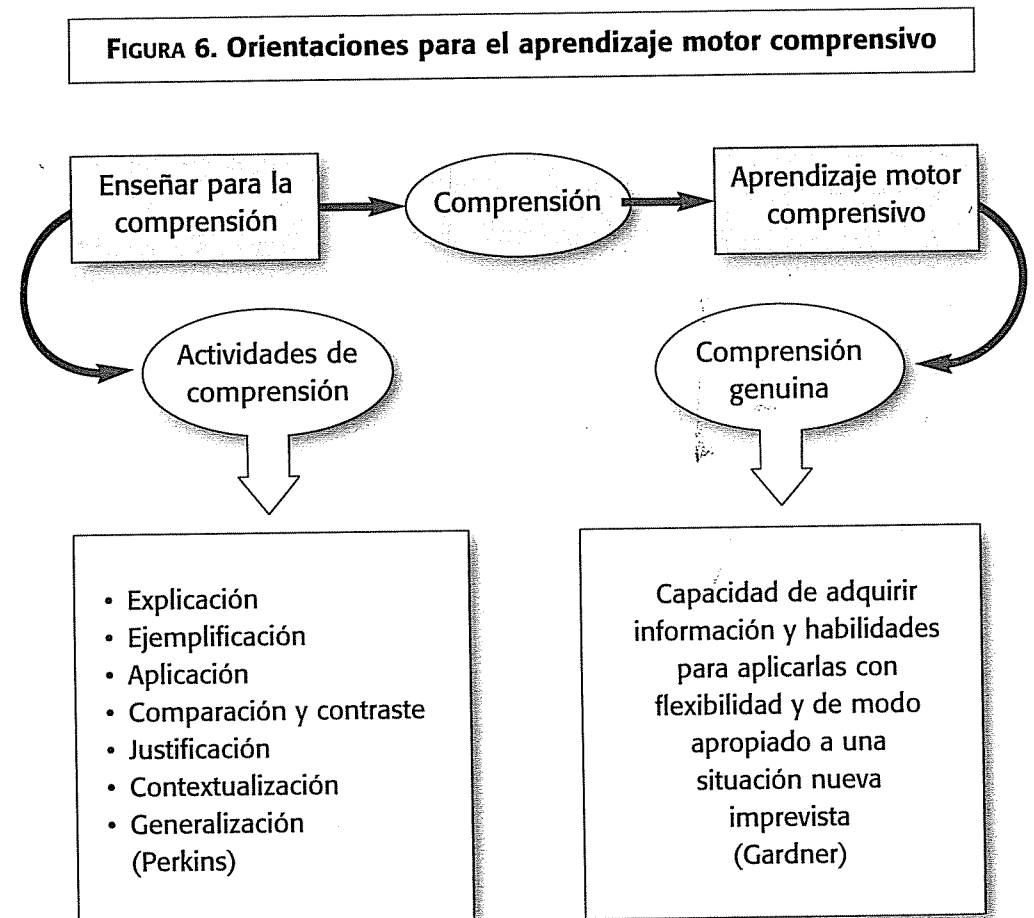 FIGURA 6. Orientaciones para el aprendizaje motor comprensivo
Enseñar para la
comprensión
Comprensión
Aprendizaje motor
comprensivo
Actividades de
comprensión
Comprensión
genuina
• Explicación
• Ejemplificación
• Aplicación
• Comparación y contraste
• Justificación
• Contextualización
• Generalización
(Perkins)
Capacidad de adquirir
información y habilidades
para aplicarlas con
flexibilidad y de modo
apropiado a una
situación nueva
imprevista
(Gardner)